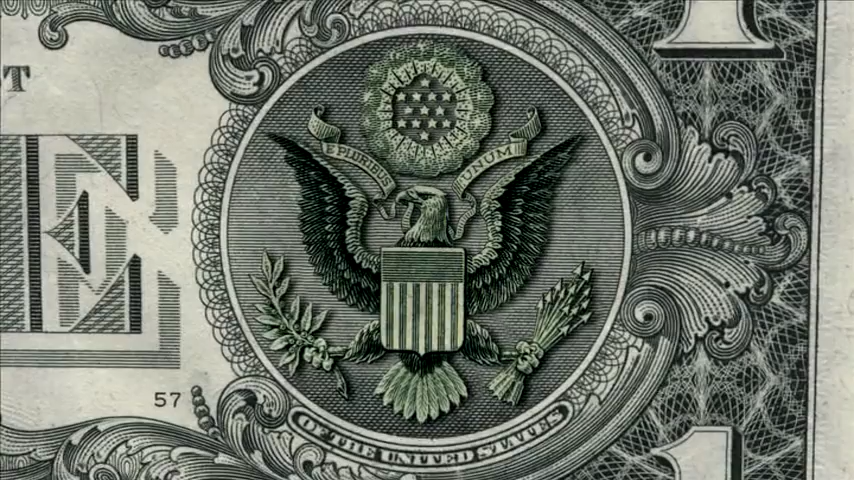 1
T
E PLURIBUS UNUM
E
57
OF THE UNITED STATES
1